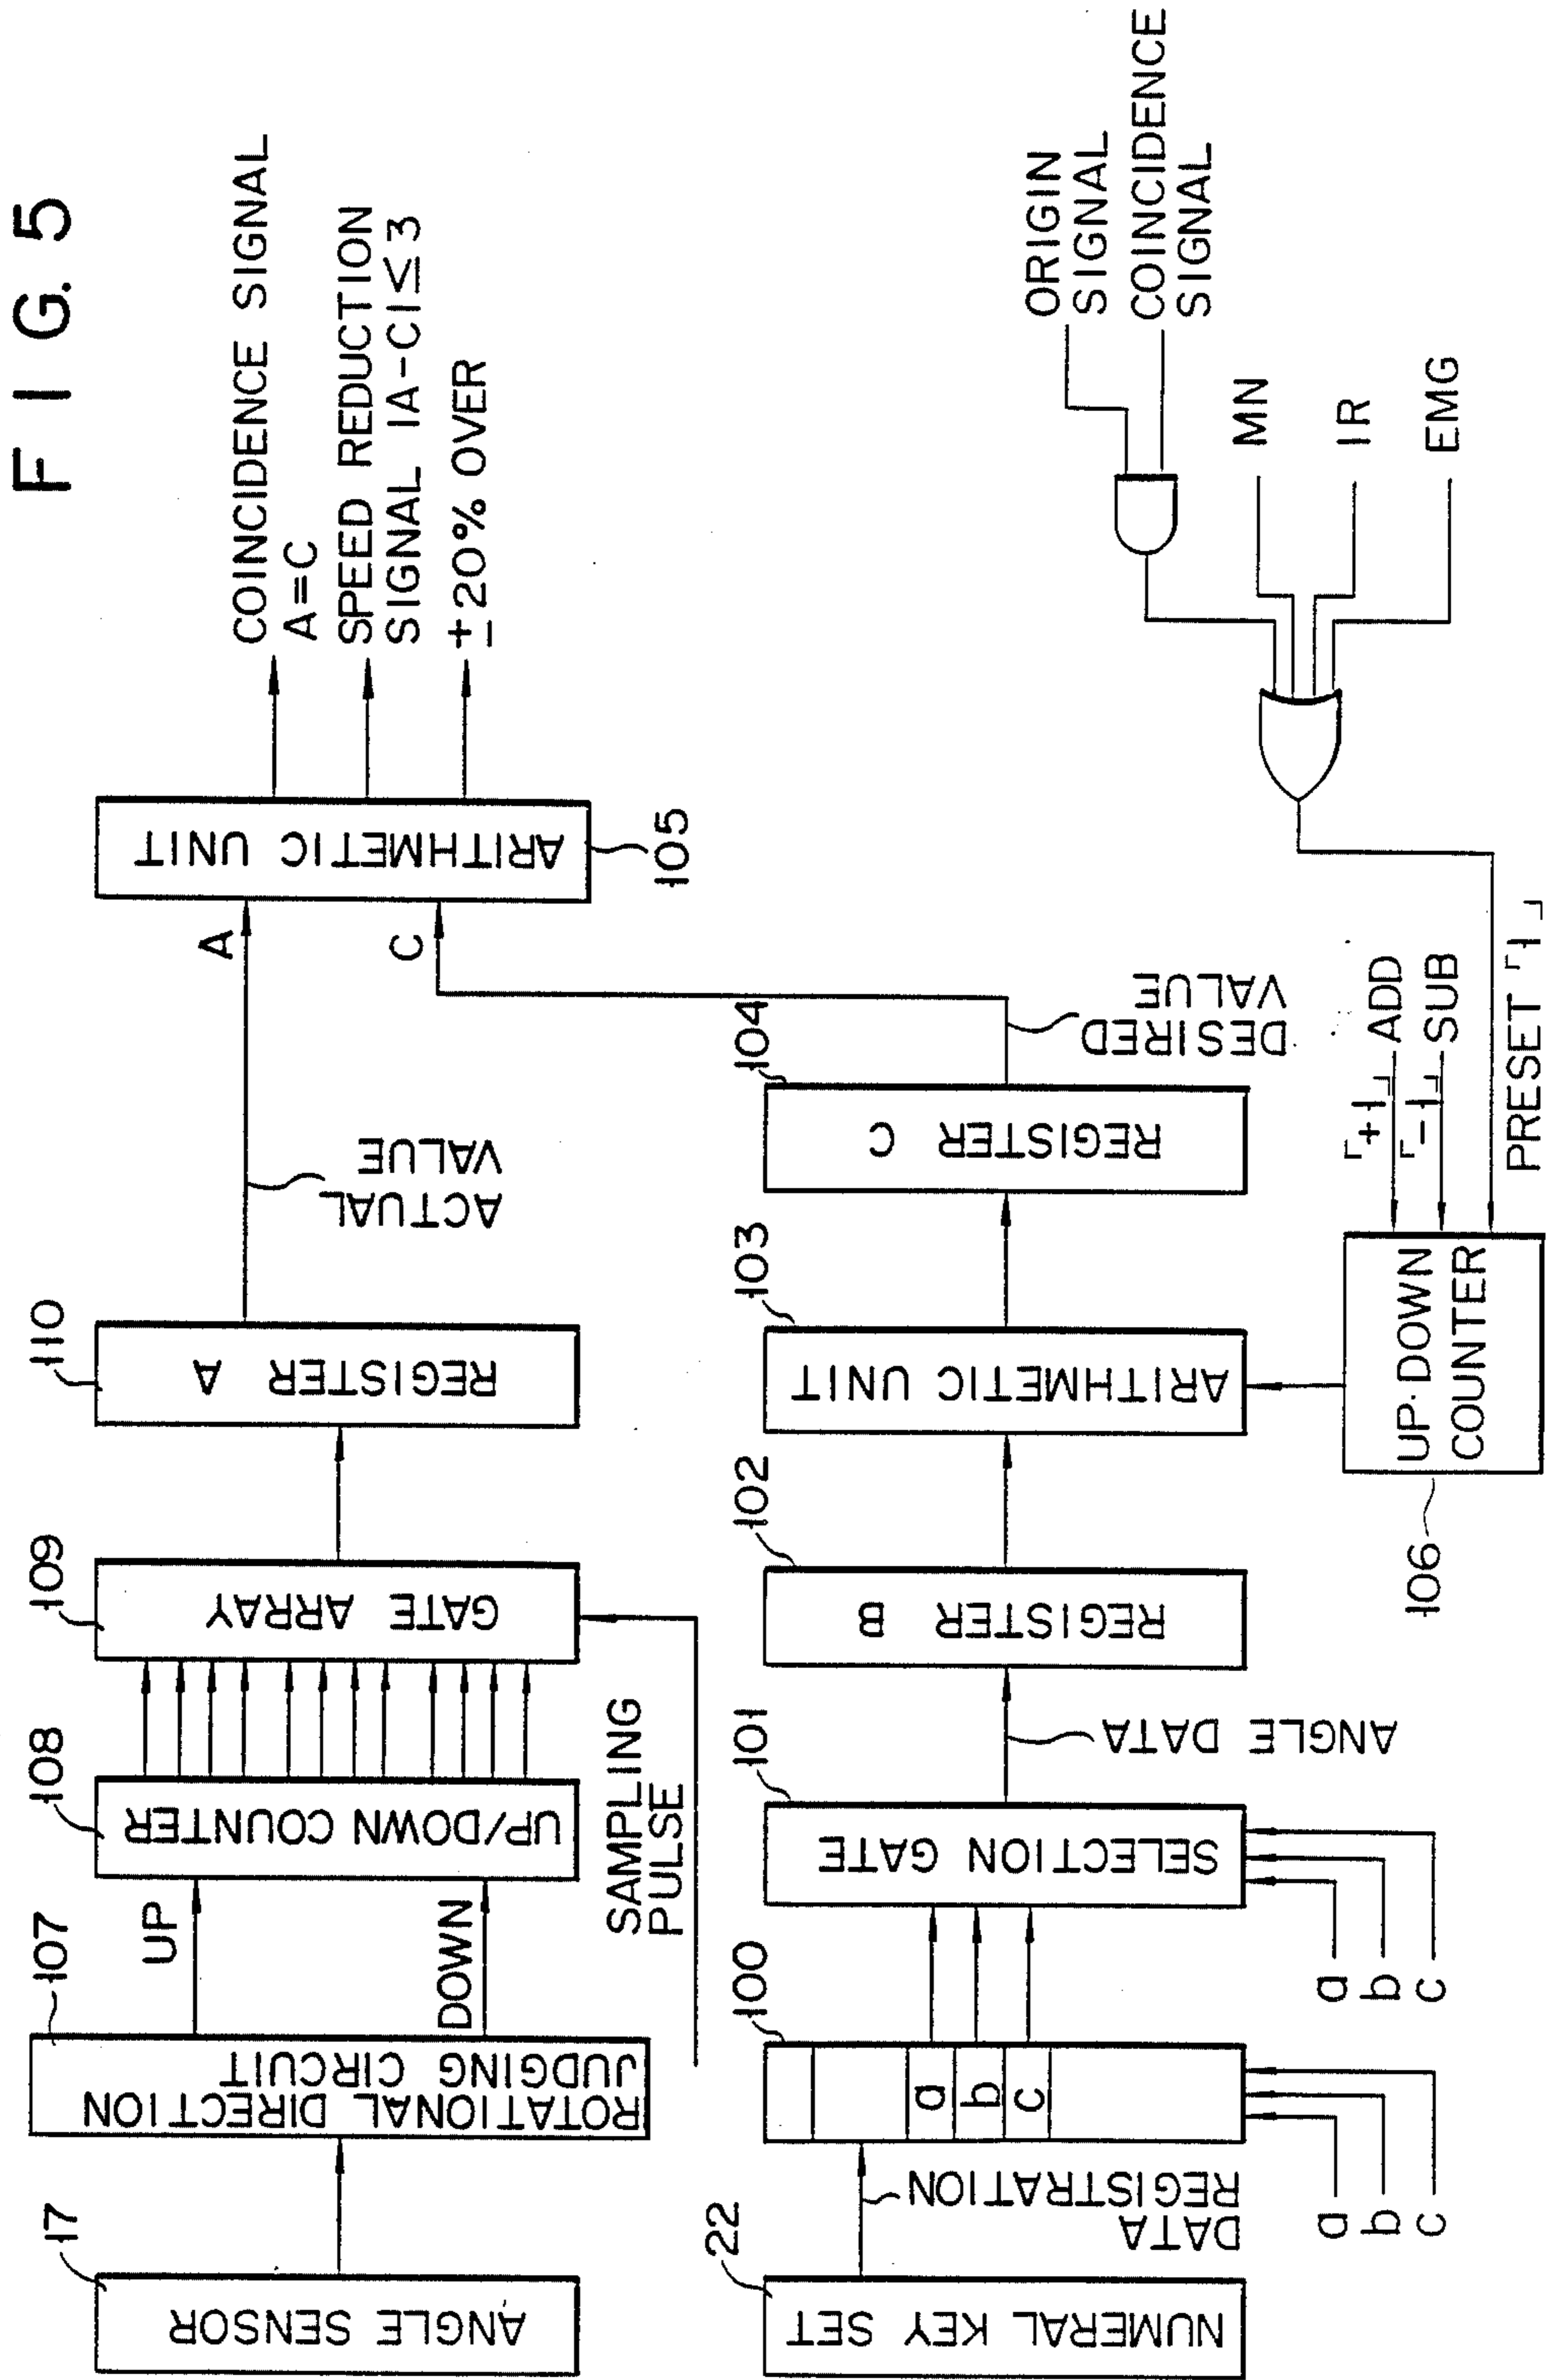 FIG. 5
17
ANGLE SENSOR
107
ROTATIONAL DIRECTION
JUDGING CIRCUIT
UP
DOWN
108
UP/DOWN COUNTER
109
GATE ARRAY
SAMPLING
PULSE
110
REGISTER A
ACTUAL
VALUE
A
C
ARITHMETIC UNIT
105
COINCIDENCE SIGNAL
A=C
SPEED REDUCTION
SIGNAL |A-C|≤3
±20% OVER
22
NUMERAL KEY SET
DATA
REGISTRATION
100
a
b
c
a
b
c
101
SELECTION GATE
a
b
c
ANGLE DATA
102
REGISTER B
103
ARITHMETIC UNIT
104
REGISTER C
DESIRED
VALUE
106
UP·DOWN
COUNTER
「+1」 ADD
「-1」 SUB
PRESET 「1」
ORIGIN
SIGNAL
COINCIDENCE
SIGNAL
MN
IR
EMG